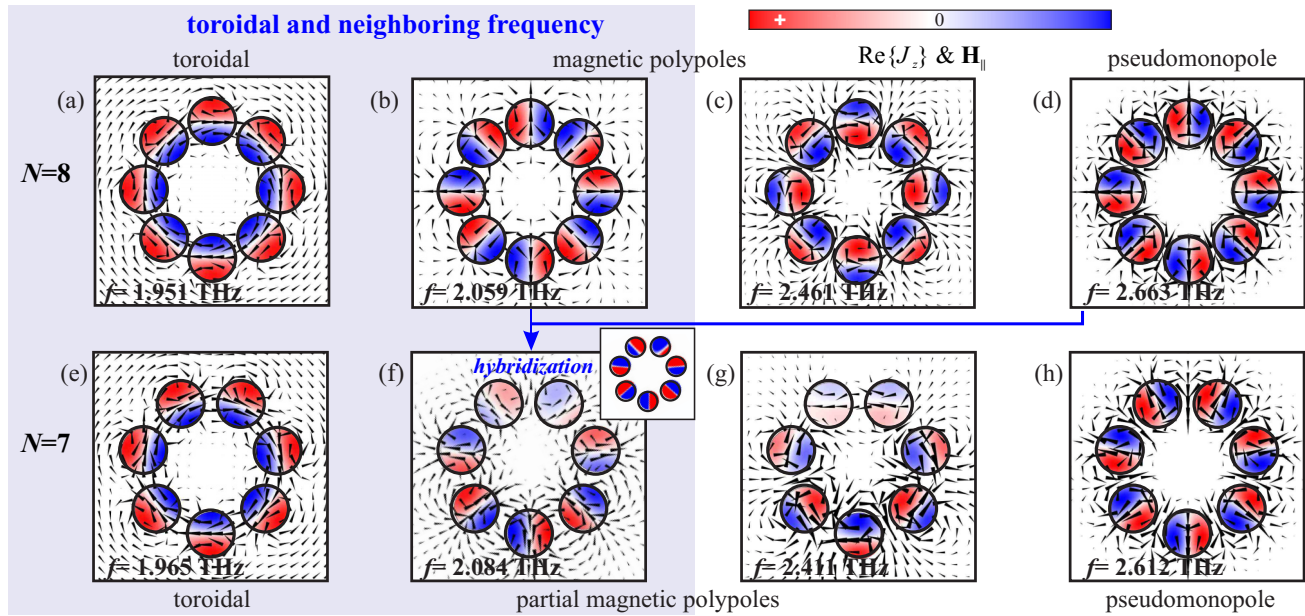 toroidal and neighboring frequency
+ 0
Re{J_z} & H_∥
toroidal
magnetic polypoles
pseudomonopole
(a)
(b)
(c)
(d)
N=8
f= 1.951 THz
f= 2.059 THz
f= 2.461 THz
f= 2.663 THz
(e)
(f)
hybridization
(g)
(h)
N=7
f= 1.965 THz
f= 2.084 THz
f= 2.411 THz
f= 2.612 THz
toroidal
partial magnetic polypoles
pseudomonopole